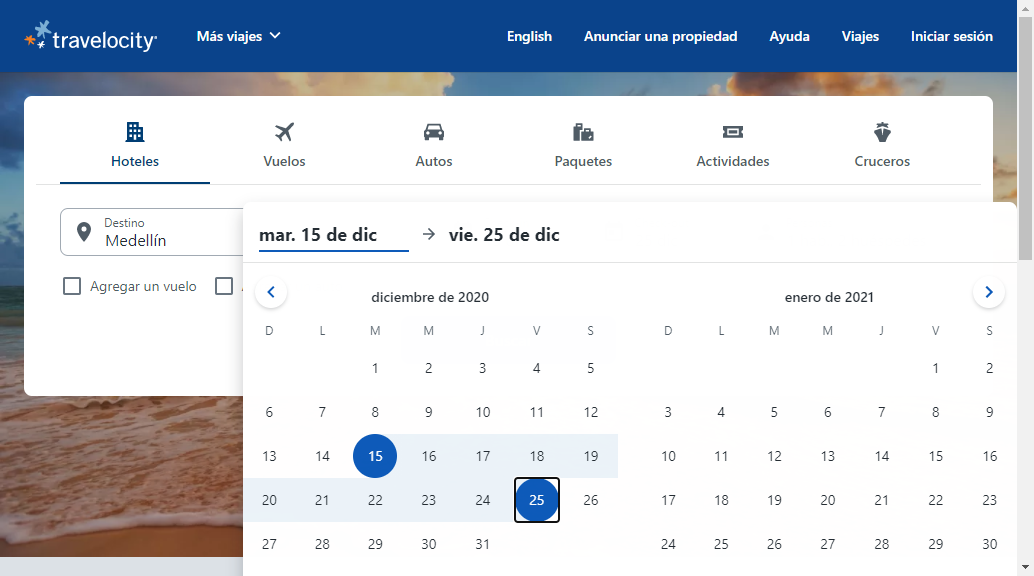 travelocity
Más viajes
English
Anunciar una propiedad
Ayuda
Viajes
Iniciar sesión
Hoteles
Vuelos
Autos
Paquetes
Actividades
Cruceros
Destino
Medellín
mar. 15 de dic
vie. 25 de dic
Agregar un vuelo
diciembre de 2020
D L M M J V S
1 2 3 4 5
6 7 8 9 10 11 12
13 14 15 16 17 18 19
20 21 22 23 24 25 26
27 28 29 30 31
enero de 2021
D L M M J V S
1 2
3 4 5 6 7 8 9
10 11 12 13 14 15 16
17 18 19 20 21 22 23
24 25 26 27 28 29 30